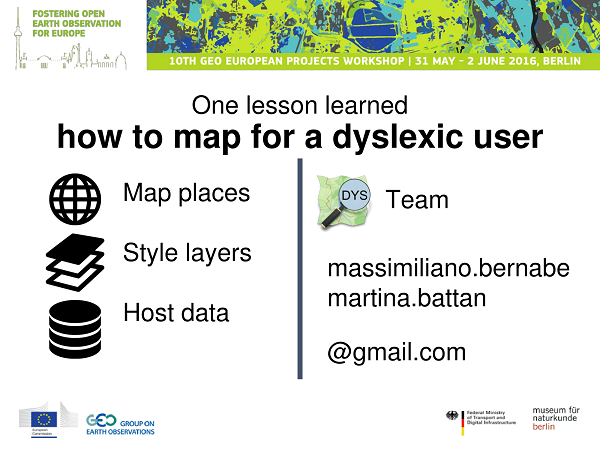 FOSTERING OPEN
EARTH OBSERVATION
FOR EUROPE
10TH GEO EUROPEAN PROJECTS WORKSHOP | 31 MAY - 2 JUNE 2016, BERLIN
One lesson learned
how to map for a dyslexic user
Map places
Style layers
Host data
DYS
Team
massimiliano.bernabe
martina.battan
@gmail.com
European
Commission
GEO GROUP ON
EARTH OBSERVATIONS
Federal Ministry
of Transport and
Digital Infrastructure
museum für
naturkunde
berlin